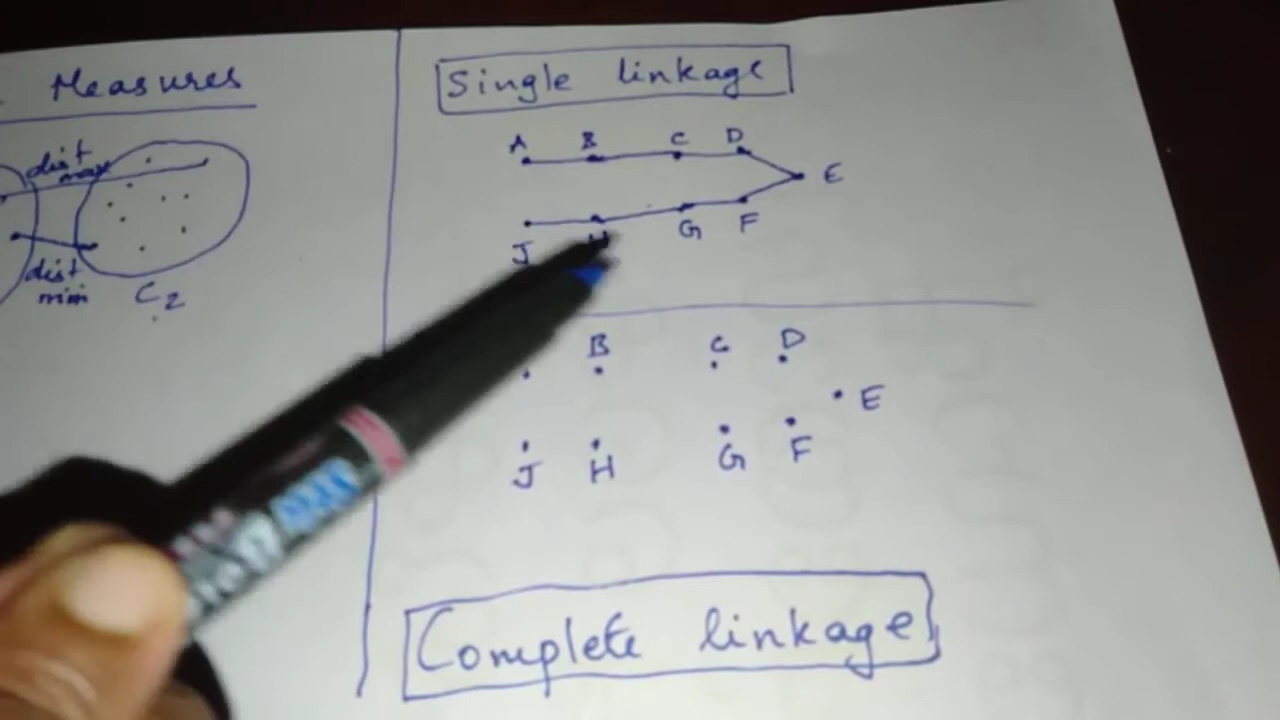 Measures
dist
max
dist
min
C2
Single linkage
A B C D
E
J H G F
B C D
E
J H G F
Complete linkage